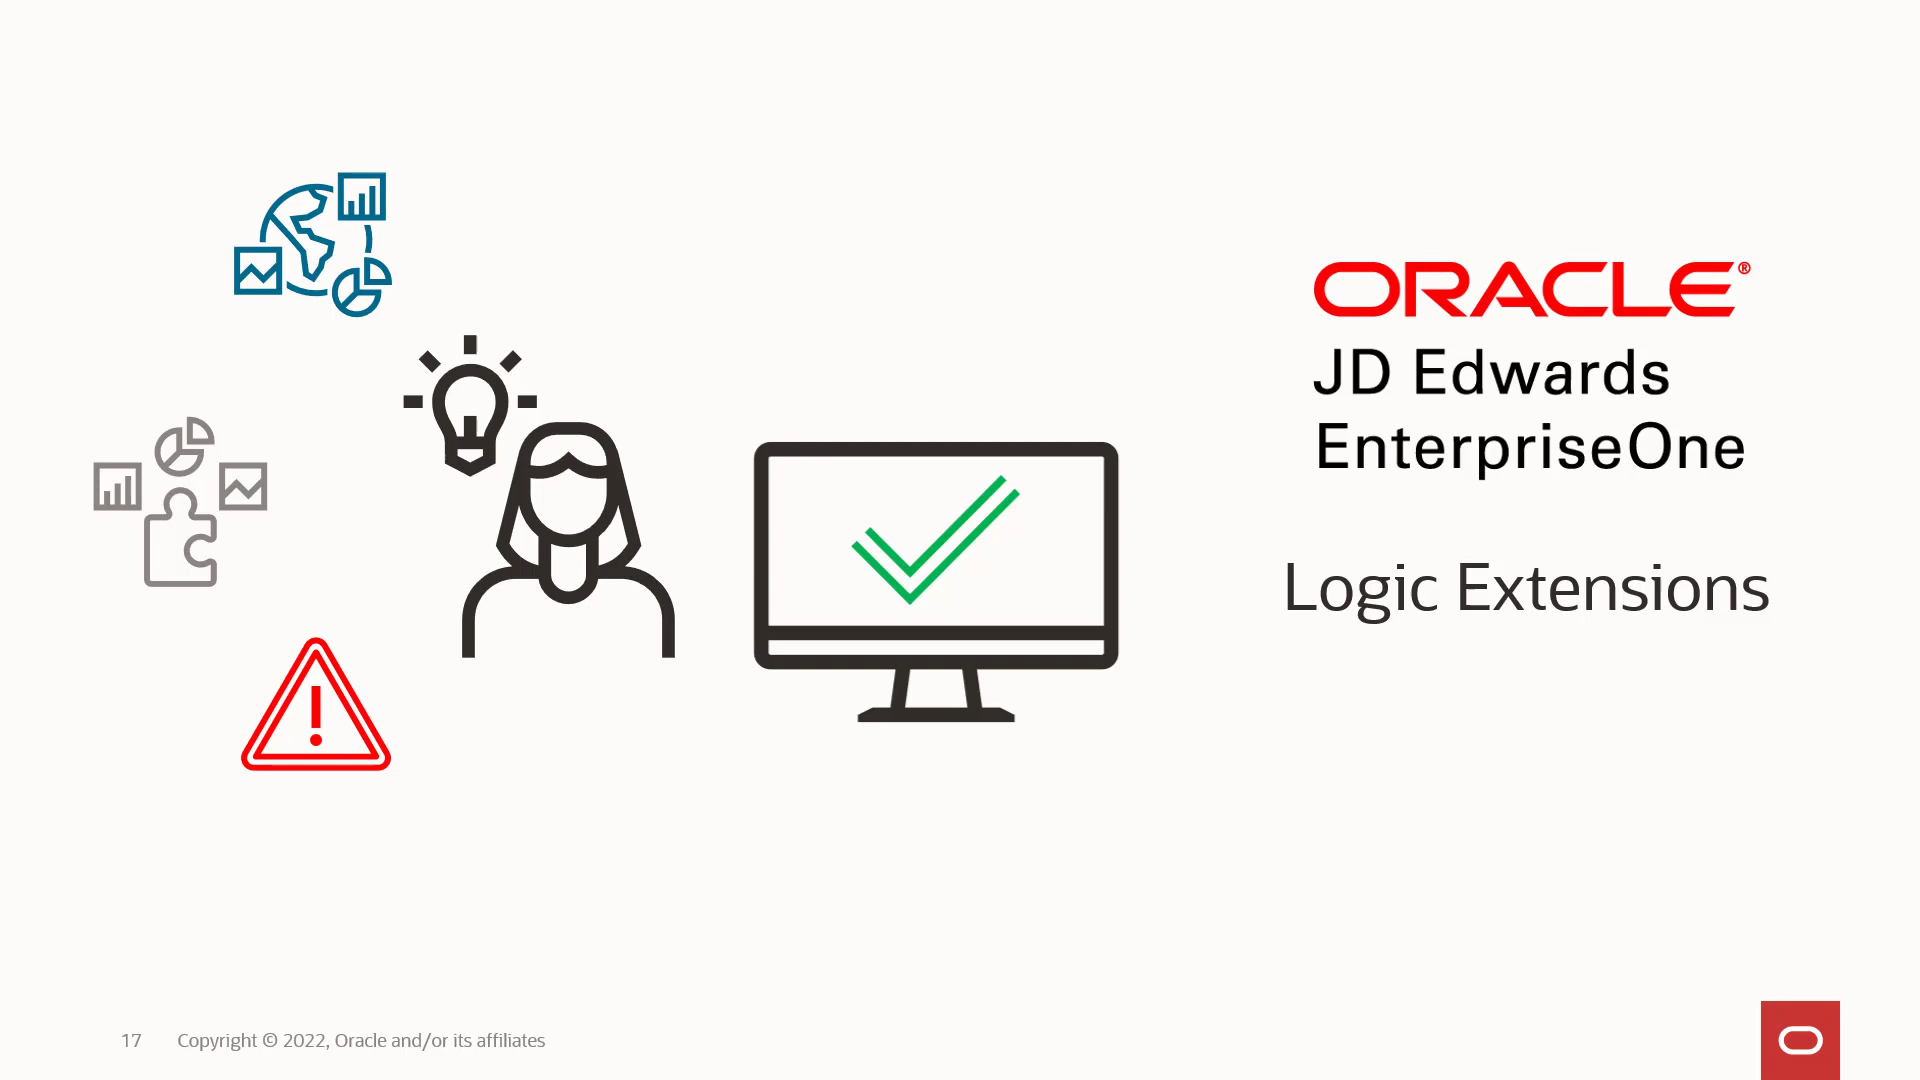 ORACLE®
JD Edwards
EnterpriseOne
Logic Extensions
17 Copyright © 2022, Oracle and/or its affiliates